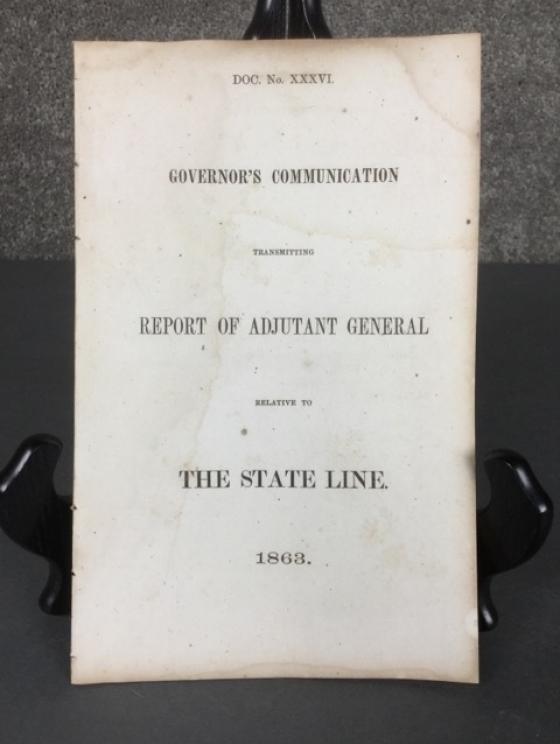 DOC. No. XXXVI.
GOVERNOR'S COMMUNICATION
TRANSMITTING
REPORT OF ADJUTANT GENERAL
RELATIVE TO
THE STATE LINE.
1863.